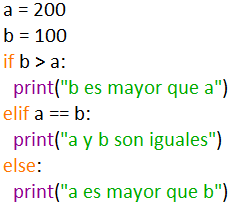 a = 200
b = 100
if b > a:
  print("b es mayor que a")
elif a == b:
  print("a y b son iguales")
else:
  print("a es mayor que b")